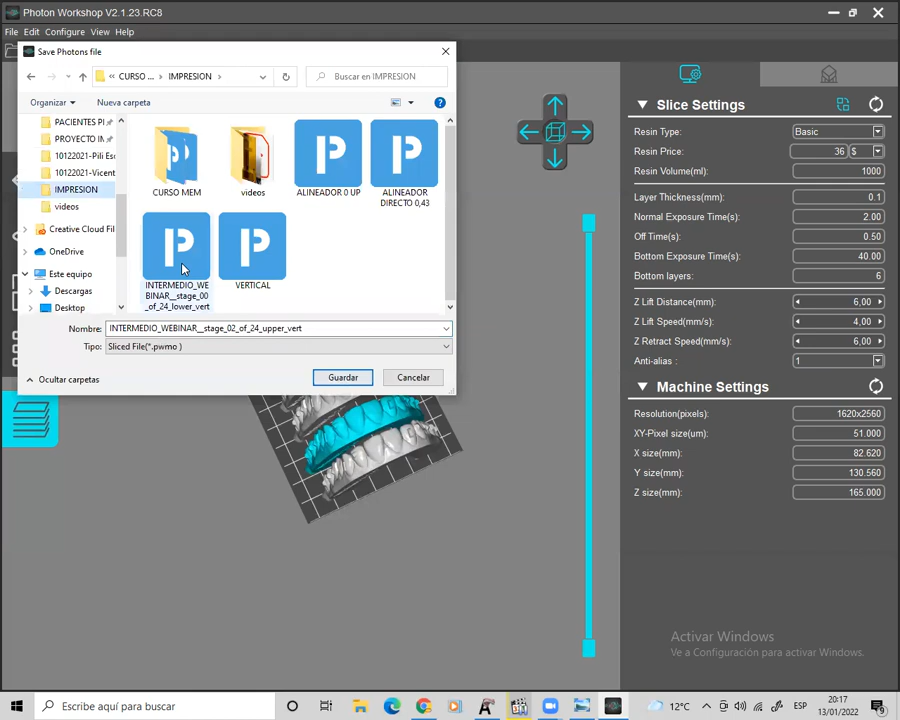 Photon Workshop V2.1.23.RC8
File Edit Configure View Help
Save Photons file
« CURSO ... > IMPRESION >
Buscar en IMPRESION
Organizar
Nueva carpeta
PACIENTES PI
PROYECTO IM
10122021-Pili Esc
10122021-Vicent
IMPRESION
videos
Creative Cloud Fil
OneDrive
Este equipo
Descargas
Desktop
CURSO MEM
videos
ALINEADOR 0 UP
ALINEADOR
DIRECTO 0,43
INTERMEDIO_WE
BINAR__stage_00
_of_24_lower_vert
VERTICAL
Nombre: INTERMEDIO_WEBINAR__stage_02_of_24_upper_vert
Tipo: Sliced File(*.pwmo )
Ocultar carpetas
Guardar
Cancelar
Slice Settings
Resin Type: Basic
Resin Price: 36 $
Resin Volume(ml): 1000
Layer Thickness(mm): 0.1
Normal Exposure Time(s): 2.00
Off Time(s): 0.50
Bottom Exposure Time(s): 40.00
Bottom layers: 6
Z Lift Distance(mm): 6,00
Z Lift Speed(mm/s): 4,00
Z Retract Speed(mm/s): 6,00
Anti-alias : 1
Machine Settings
Resolution(pixels): 1620x2560
XY-Pixel size(um): 51.000
X size(mm): 82.620
Y size(mm): 130.560
Z size(mm): 165.000
Activar Windows
Ve a Configuración para activar Windows.
Escribe aquí para buscar
12°C
ESP
20:17
13/01/2022